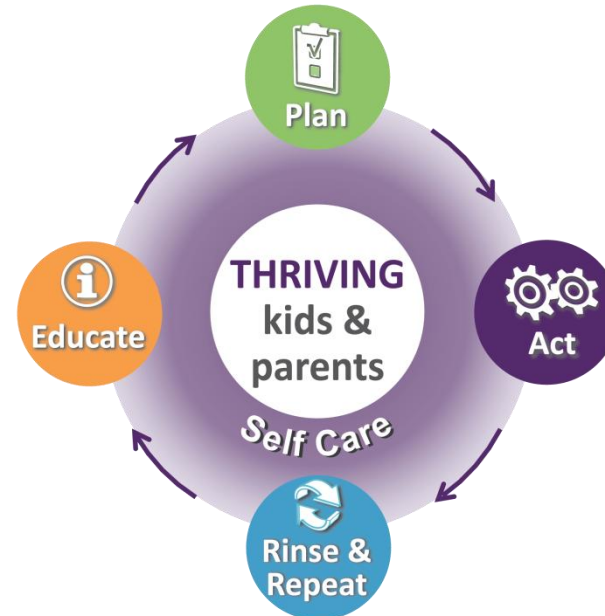 Plan
THRIVING
kids &
parents
Educate
Act
Self Care
Rinse &
Repeat